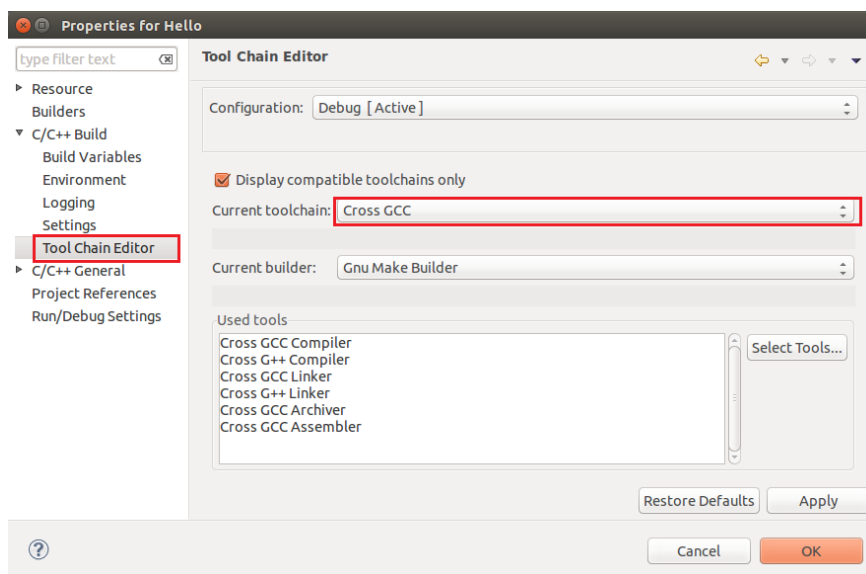 Properties for Hello
type filter text
Resource
Builders
C/C++ Build
Build Variables
Environment
Logging
Settings
Tool Chain Editor
C/C++ General
Project References
Run/Debug Settings
Tool Chain Editor
Configuration: Debug [ Active ]
Display compatible toolchains only
Current toolchain: Cross GCC
Current builder: Gnu Make Builder
Used tools
Cross GCC Compiler
Cross G++ Compiler
Cross GCC Linker
Cross G++ Linker
Cross GCC Archiver
Cross GCC Assembler
Select Tools...
Restore Defaults Apply
? Cancel OK